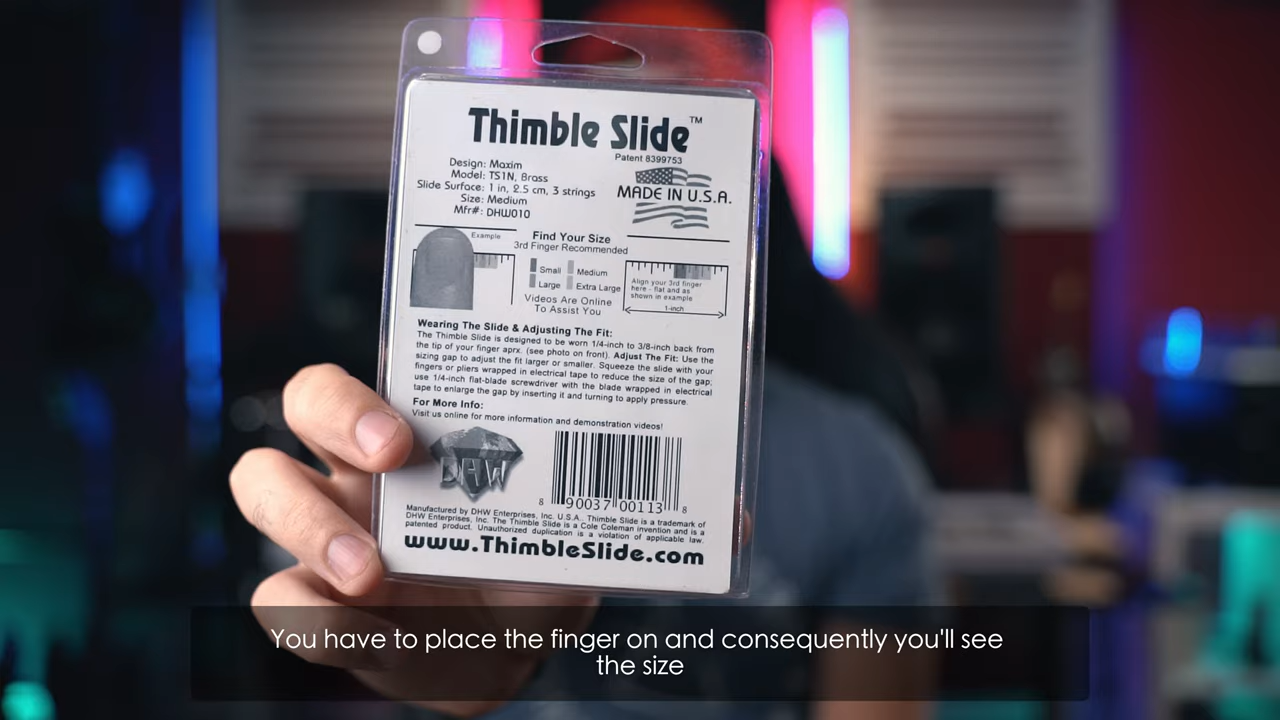 Thimble Slide™
Patent 8399753
Design: Maxim
Model: TS1N, Brass
Slide Surface: 1 in, 2.5 cm, 3 strings
Size: Medium
Mfr#: DHW010
MADE IN U.S.A.
Find Your Size
3rd Finger Recommended
Example
Small Medium
Large Extra Large
Videos Are Online
To Assist You
Align your 3rd finger
here - flat and as
shown in example
1-inch
Wearing The Slide & Adjusting The Fit:
The Thimble Slide is designed to be worn 1/4-inch to 3/8-inch back from
the tip of your finger aprx. (see photo on front). Adjust The Fit: Use the
sizing gap to adjust the fit larger or smaller. Squeeze the slide with your
fingers or pliers wrapped in electrical tape to reduce the size of the gap;
use 1/4-inch flat-blade screwdriver with the blade wrapped in electrical
tape to enlarge the gap by inserting it and turning to apply pressure.
For More Info:
Visit us online for more information and demonstration videos!
DHW
8 90037 00113 8
Manufactured by DHW Enterprises, Inc. U.S.A. Thimble Slide is a trademark of
DHW Enterprises, Inc. The Thimble Slide is a Cole Coleman invention and is a
patented product. Unauthorized duplication is a violation of applicable law.
www.ThimbleSlide.com
You have to place the finger on and consequently you'll see
the size